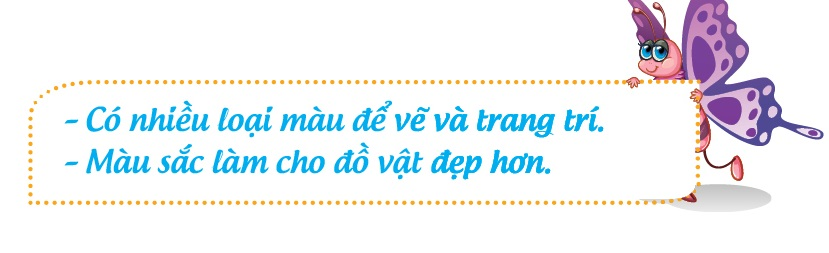 - Có nhiều loại màu để vẽ và trang trí.
- Màu sắc làm cho đồ vật đẹp hơn.